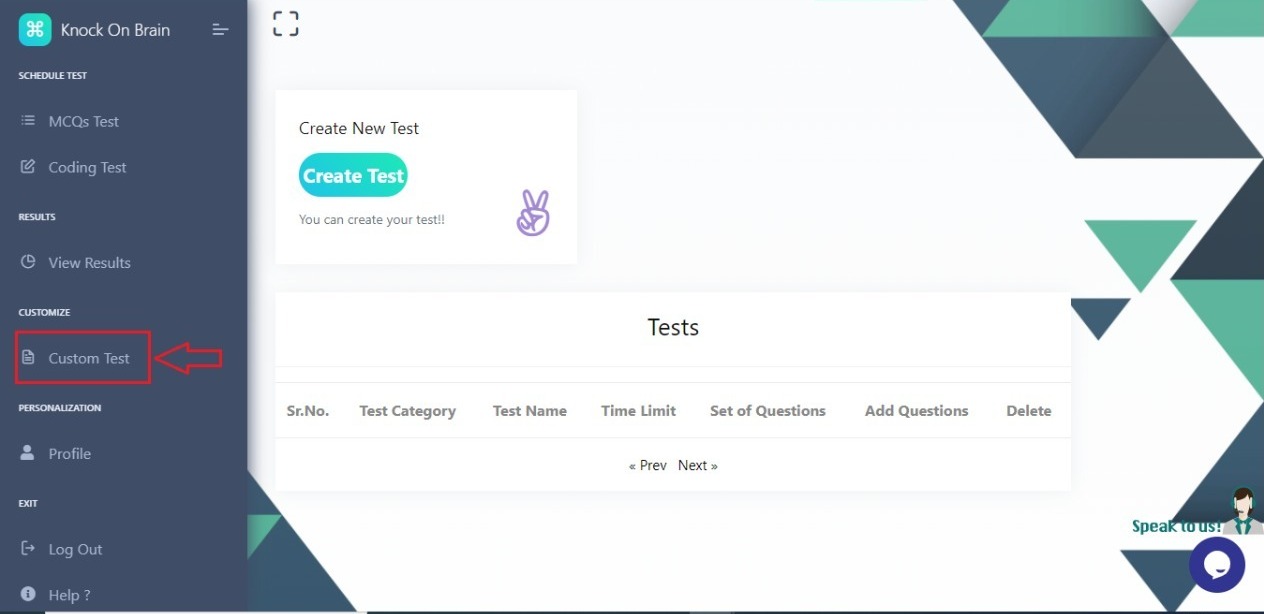 Knock On Brain
SCHEDULE TEST
MCQs Test
Coding Test
RESULTS
View Results
CUSTOMIZE
Custom Test
PERSONALIZATION
Profile
EXIT
Log Out
Help ?
Create New Test
Create Test
You can create your test!!
Tests
Sr.No. Test Category Test Name Time Limit Set of Questions Add Questions Delete
« Prev Next »
Speak to us!